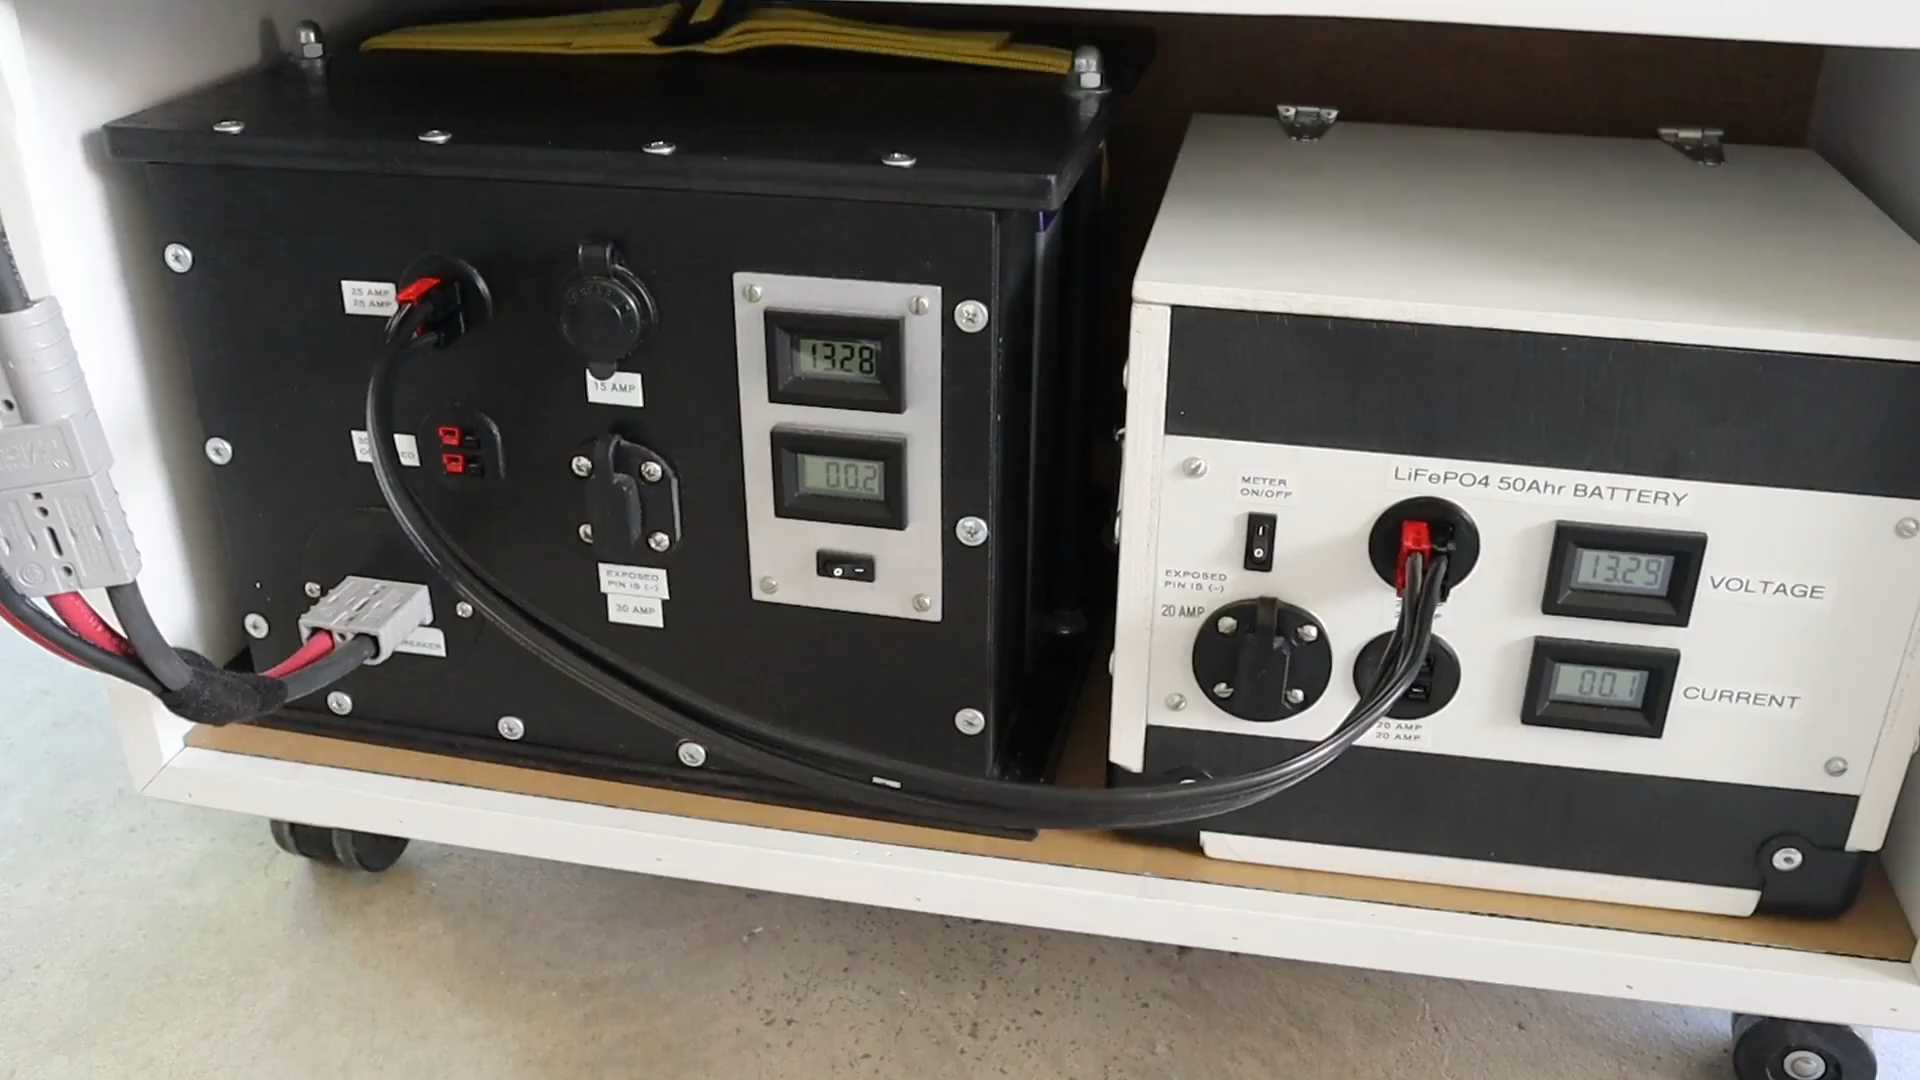 25 AMP
25 AMP
15 AMP
EXPOSED
PIN IS (-)
30 AMP
13.28
00.2
BREAKER
LiFePO4 50Ahr BATTERY
METER
ON/OFF
EXPOSED
PIN IS (-)
20 AMP
20 AMP
20 AMP
13.29
VOLTAGE
00.1
CURRENT